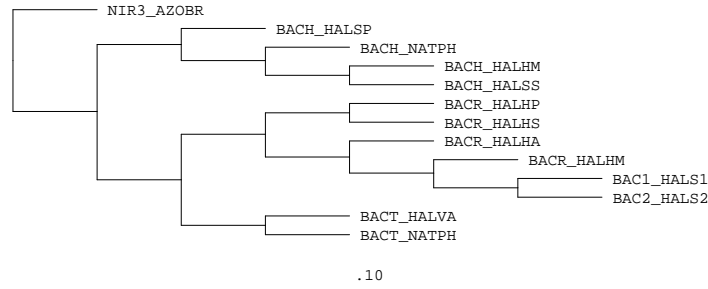 NIR3_AZOBR
BACH_HALSP
BACH_NATPH
BACH_HALHM
BACH_HALSS
BACR_HALHP
BACR_HALHS
BACR_HALHA
BACR_HALHM
BAC1_HALS1
BAC2_HALS2
BACT_HALVA
BACT_NATPH
.10